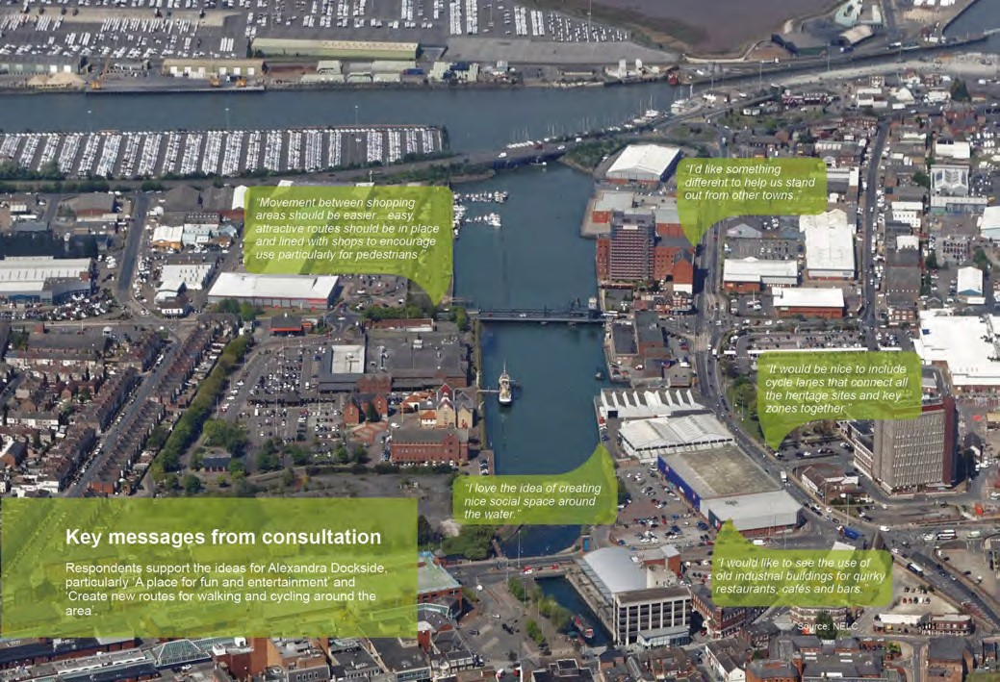 "I'd like something
different to help us stand
out from other towns."
"Movement between shopping
areas should be easier...easy,
attractive routes should be in place
and lined with shops to encourage
use particularly for pedestrians."
"It would be nice to include
cycle lanes that connect all
the heritage sites and key
zones together."
"I love the idea of creating
nice social space around
the water."
Key messages from consultation
Respondents support the ideas for Alexandra Dockside,
particularly 'A place for fun and entertainment' and
'Create new routes for walking and cycling around the
area'.
"I would like to see the use of
old industrial buildings for quirky
restaurants, cafés and bars."
Source: NELC